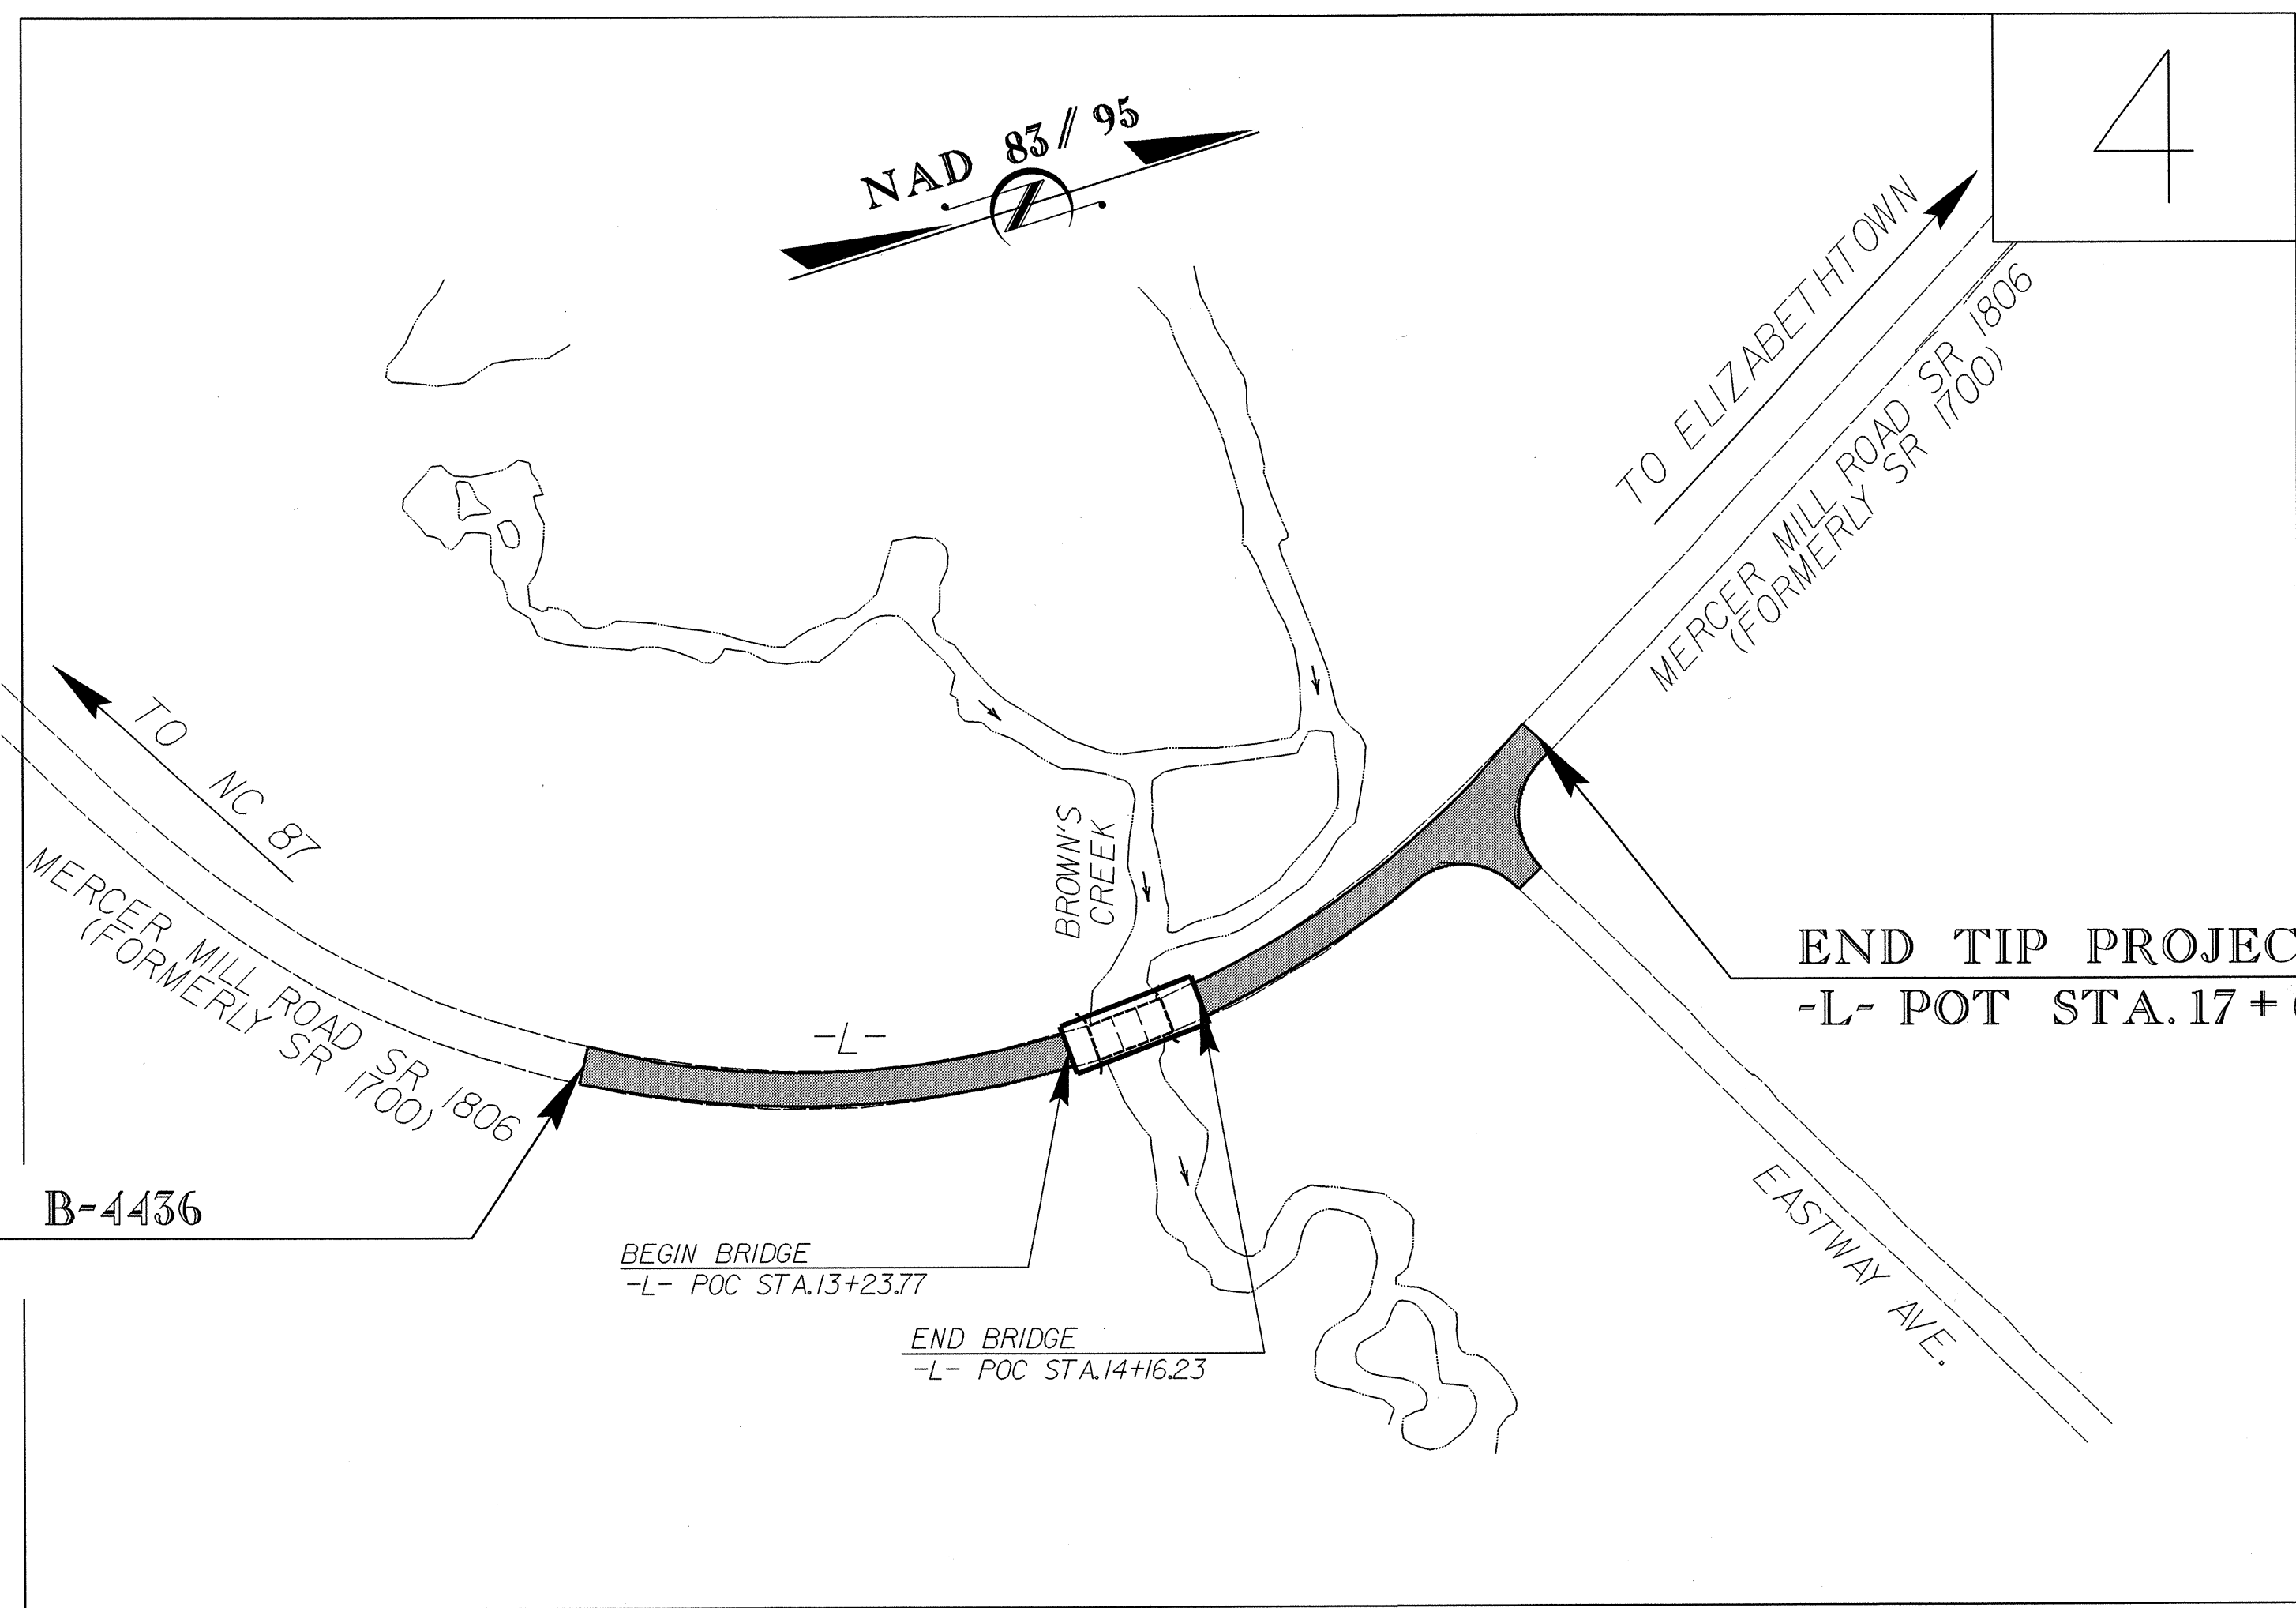 4
NAD 83/95
TO ELIZABETHTOWN
MERCER MILL ROAD SR 1806
(FORMERLY SR 1700)
TO NC 87
MERCER MILL ROAD SR 1806
(FORMERLY SR 1700)
BROWN'S
CREEK
-L-
END TIP PROJEC
-L- POT STA. 17+
B-4436
EASTWAY AVE.
BEGIN BRIDGE
-L- POC STA.13+23.77
END BRIDGE
-L- POC STA.14+16.23